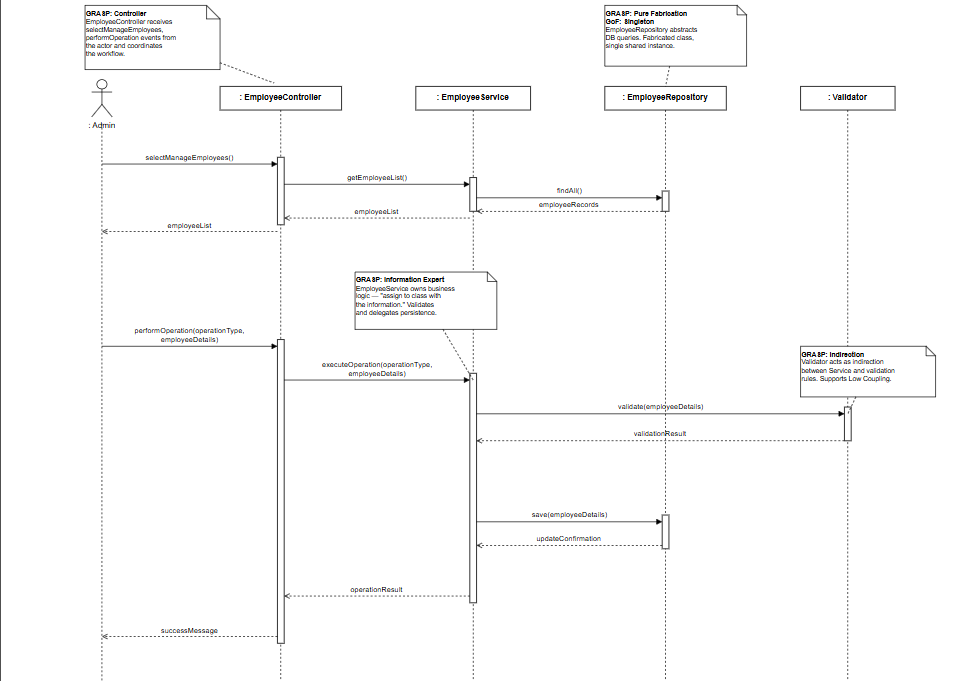 GRASP: Controller
EmployeeController receives
selectManageEmployees,
performOperation events from
the actor and coordinates
the workflow.
GRASP: Pure Fabrication
GoF: Singleton
EmployeeRepository abstracts
DB queries. Fabricated class,
single shared instance.
: Admin
: EmployeeController
: EmployeeService
: EmployeeRepository
: Validator
selectManageEmployees()
getEmployeeList()
findAll()
employeeRecords
employeeList
employeeList
GRASP: Information Expert
EmployeeService owns business
logic — "assign to class with
the information." Validates
and delegates persistence.
performOperation(operationType,
employeeDetails)
GRASP: Indirection
Validator acts as indirection
between Service and validation
rules. Supports Low Coupling.
executeOperation(operationType,
employeeDetails)
validate(employeeDetails)
validationResult
save(employeeDetails)
updateConfirmation
operationResult
successMessage